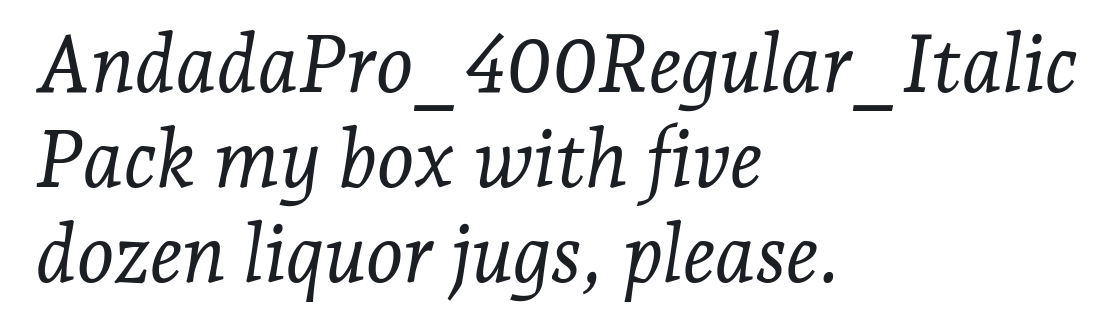 AndadaPro_400Regular_Italic
Pack my box with five
dozen liquor jugs, please.